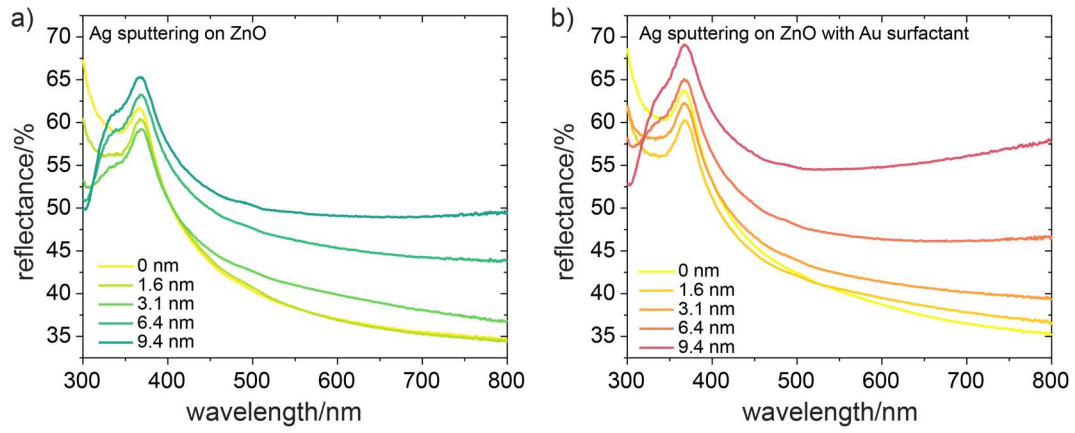 a)
Ag sputtering on ZnO
reflectance/%
70
65
60
55
50
45
40
35
0 nm
1.6 nm
3.1 nm
6.4 nm
9.4 nm
300 400 500 600 700 800
wavelength/nm
b)
Ag sputtering on ZnO with Au surfactant
reflectance/%
70
65
60
55
50
45
40
35
0 nm
1.6 nm
3.1 nm
6.4 nm
9.4 nm
300 400 500 600 700 800
wavelength/nm